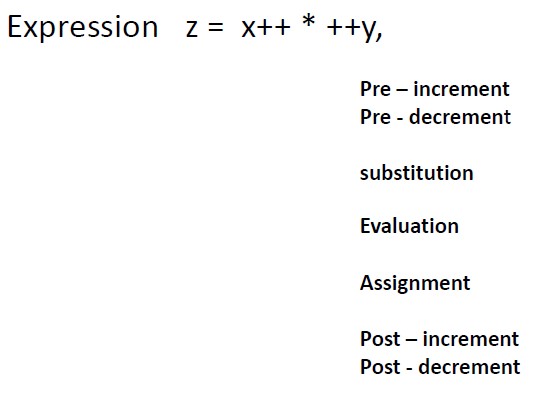 Expression z = x++ * ++y,
Pre – increment
Pre - decrement
substitution
Evaluation
Assignment
Post – increment
Post - decrement